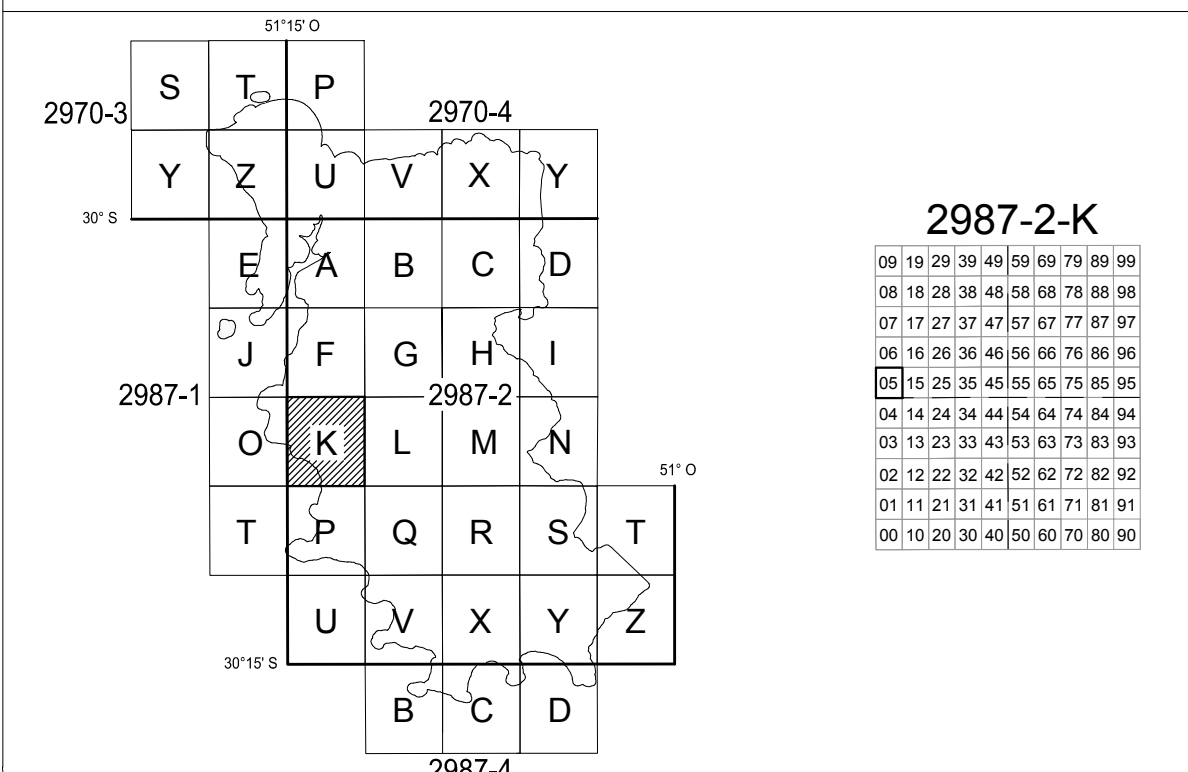 51°15' O
S T P
2970-3 2970-4
Y Z U V X Y
30° S
E A B C D
J F G H I
2987-1 2987-2
O K L M N
51° O
T P Q R S T
U V X Y Z
30°15' S
B C D
2987-4
2987-2-K
09 19 29 39 49 59 69 79 89 99
08 18 28 38 48 58 68 78 88 98
07 17 27 37 47 57 67 77 87 97
06 16 26 36 46 56 66 76 86 96
05 15 25 35 45 55 65 75 85 95
04 14 24 34 44 54 64 74 84 94
03 13 23 33 43 53 63 73 83 93
02 12 22 32 42 52 62 72 82 92
01 11 21 31 41 51 61 71 81 91
00 10 20 30 40 50 60 70 80 90